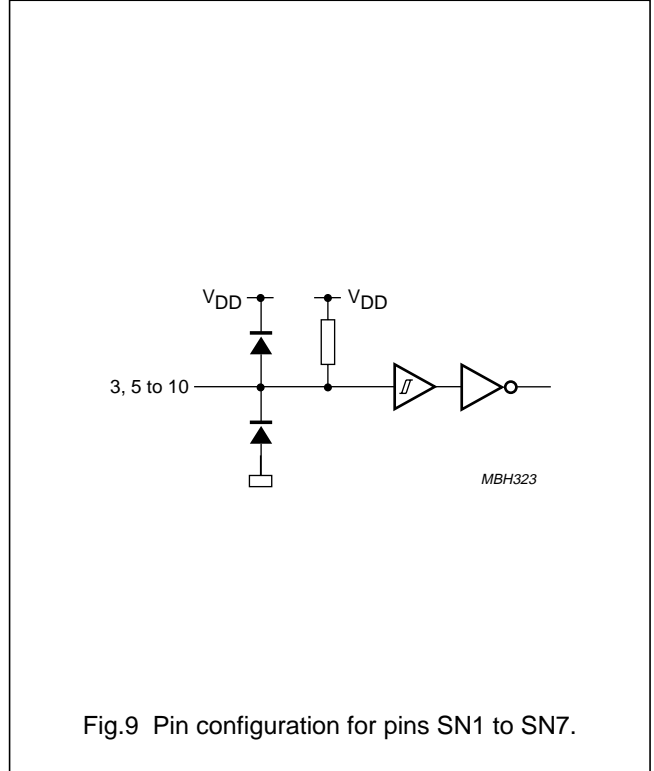 VDD VDD
3, 5 to 10
MBH323
Fig.9 Pin configuration for pins SN1 to SN7.